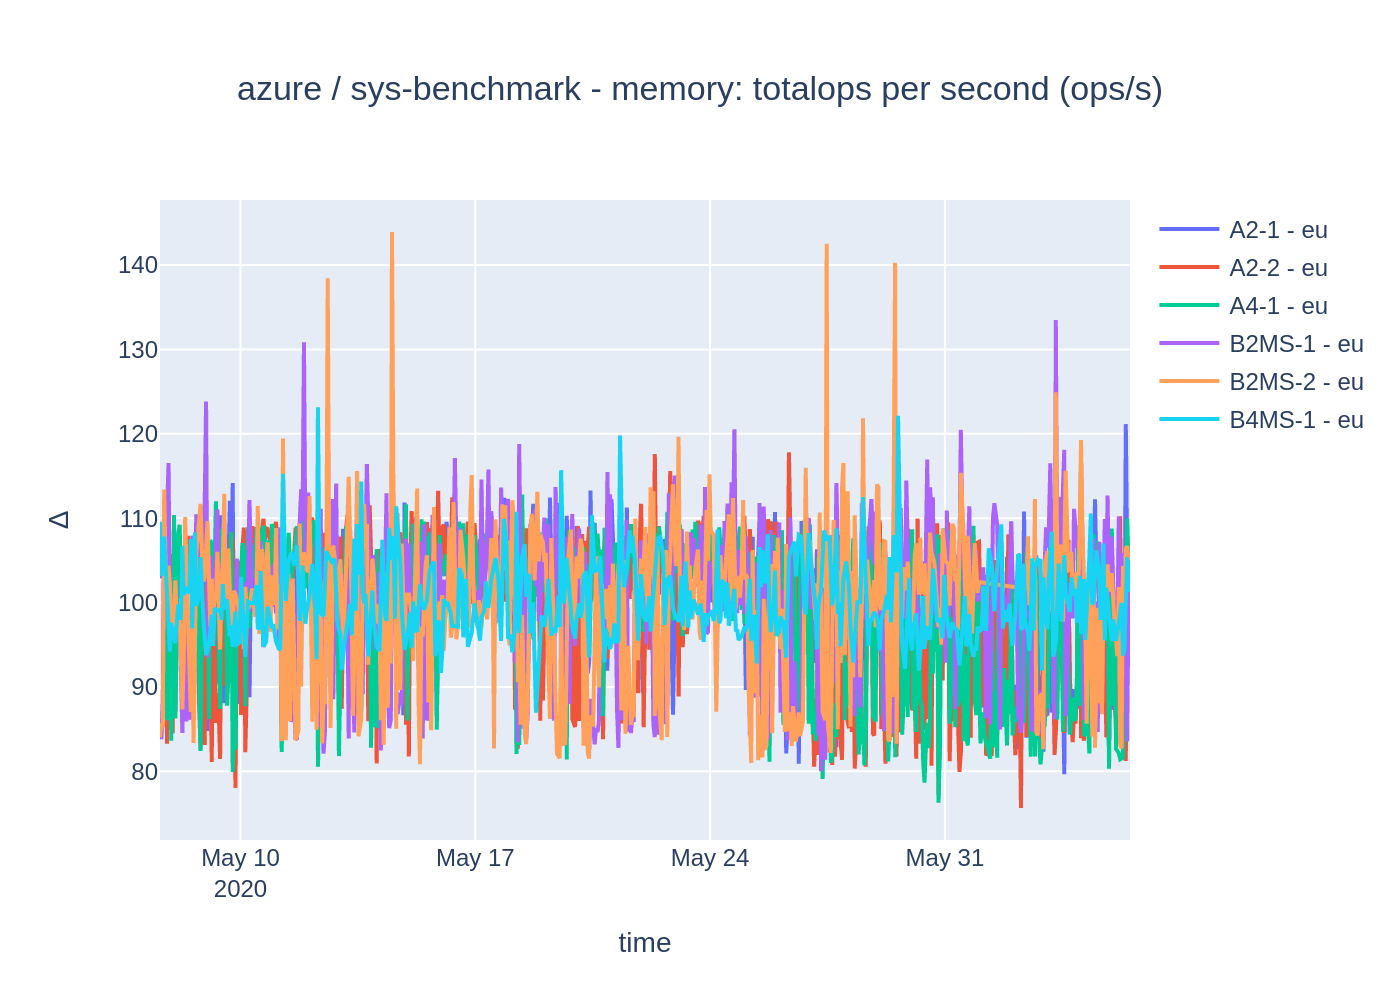 azure / sys-benchmark - memory: totalops per second (ops/s)
A2-1 - eu
A2-2 - eu
A4-1 - eu
B2MS-1 - eu
B2MS-2 - eu
B4MS-1 - eu
140
130
120
110
100
90
80
Δ
May 10
2020
May 17
May 24
May 31
time